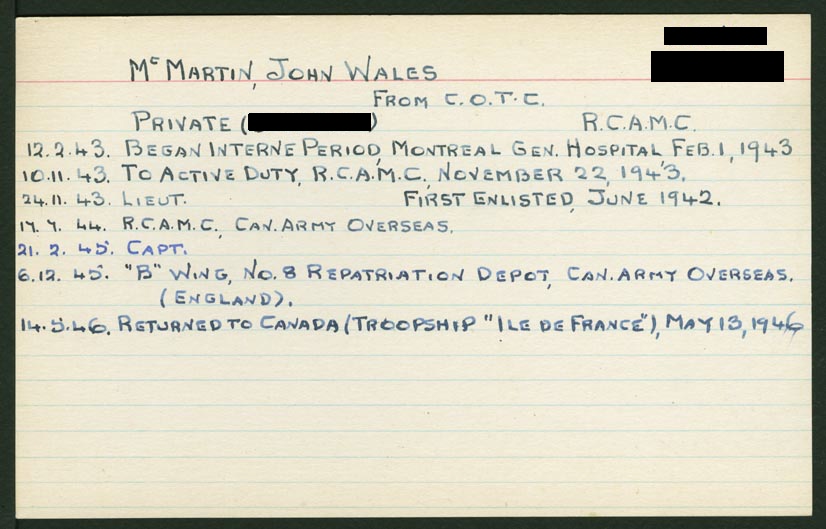 McMARTIN, JOHN WALES
FROM C.O.T.C.
PRIVATE ( ) R.C.A.M.C.
12.2.43. BEGAN INTERNE PERIOD, MONTREAL GEN. HOSPITAL, FEB. 1, 1943
10.11.43. TO ACTIVE DUTY, R.C.A.M.C., NOVEMBER 22, 1943.
24.11.43. LIEUT. FIRST ENLISTED, JUNE 1942.
17.7.44. R.C.A.M.C., CAN. ARMY OVERSEAS.
21.2.45. CAPT.
6.12.45. "B" WING, NO. 8 REPATRIATION DEPOT, CAN. ARMY OVERSEAS.
(ENGLAND).
14.5.46. RETURNED TO CANADA (TROOPSHIP "ILE DE FRANCE"), MAY 13, 1946